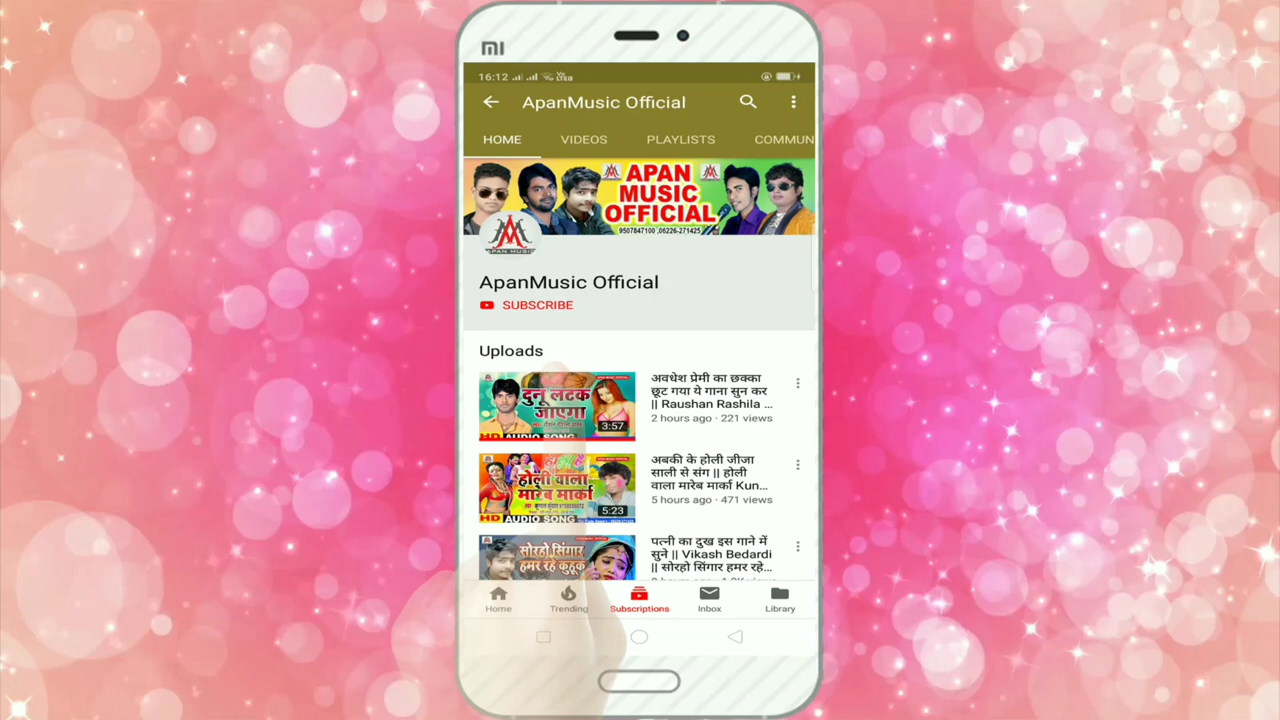 mi
16:12
Vo
LTE
ApanMusic Official
HOME VIDEOS PLAYLISTS COMMUN
APAN
MUSIC
OFFICIAL
9507847100 ,06226-271425
APAN MUSIC
ApanMusic Official
SUBSCRIBE
Uploads
दुनू लटक
जाएगा
3:57
HD AUDIO SONG
अवधेश प्रेमी का छक्का
छूट गया ये गाना सुन कर
|| Raushan Rashila ...
2 hours ago · 221 views
होली वाला
मारेब मार्का
5:23
HD AUDIO SONG
अबकी के होली जीजा
साली से संग || होली
वाला मारेब मार्का Kun...
5 hours ago · 471 views
सोरहो सिंगार
हमर रहे कुहूक
पत्नी का दुख इस गाने में
सुने || Vikash Bedardi
|| सोरहो सिंगार हमर रहे...
Home Trending Subscriptions Inbox Library